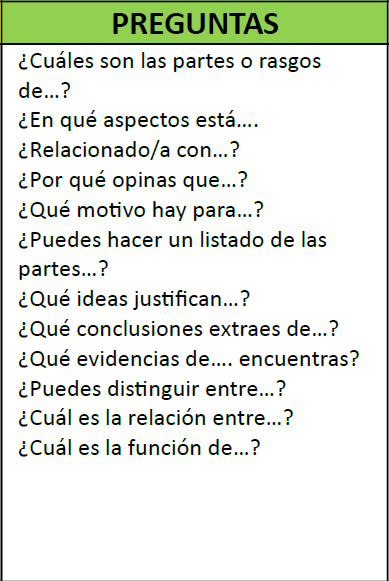 PREGUNTAS
¿Cuáles son las partes o rasgos
de…?
¿En qué aspectos está….
¿Relacionado/a con…?
¿Por qué opinas que…?
¿Qué motivo hay para…?
¿Puedes hacer un listado de las
partes…?
¿Qué ideas justifican…?
¿Qué conclusiones extraes de…?
¿Qué evidencias de…. encuentras?
¿Puedes distinguir entre…?
¿Cuál es la relación entre…?
¿Cuál es la función de…?